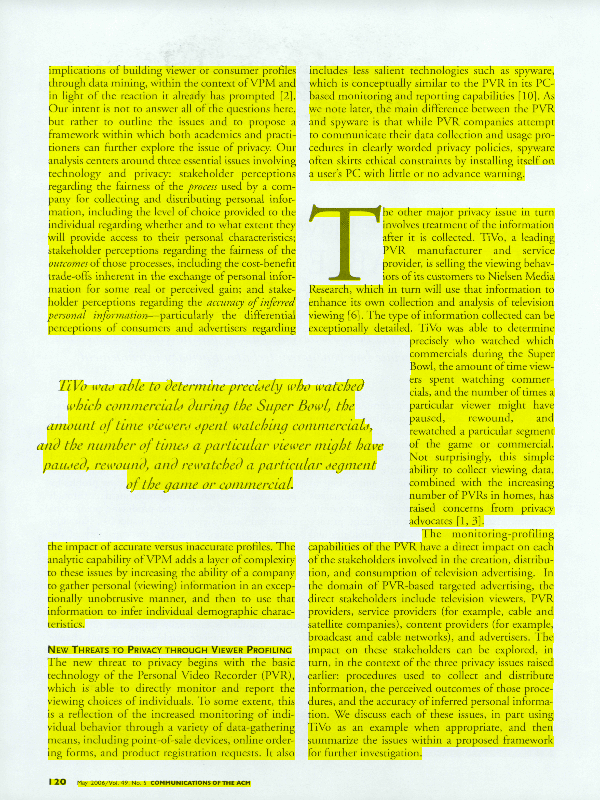 implications of building viewer or consumer profiles
through data mining, within the context of VPM and
in light of the reaction it already has prompted [2].
Our intent is not to answer all of the questions here,
but rather to outline the issues and to propose a
framework within which both academics and practi-
tioners can further explore the issue of privacy. Our
analysis centers around three essential issues involving
technology and privacy: stakeholder perceptions
regarding the fairness of the process used by a com-
pany for collecting and distributing personal infor-
mation, including the level of choice provided to the
individual regarding whether and to what extent they
will provide access to their personal characteristics;
stakeholder perceptions regarding the fairness of the
outcomes of those processes, including the cost-benefit
trade-offs inherent in the exchange of personal infor-
mation for some real or perceived gain; and stake-
holder perceptions regarding the accuracy of inferred
personal information—particularly the differential
perceptions of consumers and advertisers regarding
TiVo was able to determine precisely who watched
which commercials during the Super Bowl, the
amount of time viewers spent watching commercials,
and the number of times a particular viewer might have
paused, rewound, and rewatched a particular segment
of the game or commercial.
the impact of accurate versus inaccurate profiles. The
analytic capability of VPM adds a layer of complexity
to these issues by increasing the ability of a company
to gather personal (viewing) information in an excep-
tionally unobtrusive manner, and then to use that
information to infer individual demographic charac-
teristics.
NEW THREATS TO PRIVACY THROUGH VIEWER PROFILING
The new threat to privacy begins with the basic
technology of the Personal Video Recorder (PVR),
which is able to directly monitor and report the
viewing choices of individuals. To some extent, this
is a reflection of the increased monitoring of indi-
vidual behavior through a variety of data-gathering
means, including point-of-sale devices, online order-
ing forms, and product registration requests. It also
includes less salient technologies such as spyware,
which is conceptually similar to the PVR in its PC-
based monitoring and reporting capabilities [10]. As
we note later, the main difference between the PVR
and spyware is that while PVR companies attempt
to communicate their data collection and usage pro-
cedures in clearly worded privacy policies, spyware
often skirts ethical constraints by installing itself on
a user's PC with little or no advance warning.
The other major privacy issue in turn
involves treatment of the information
after it is collected. TiVo, a leading
PVR manufacturer and service
provider, is selling the viewing behav-
iors of its customers to Nielsen Media
Research, which in turn will use that information to
enhance its own collection and analysis of television
viewing [6]. The type of information collected can be
exceptionally detailed. TiVo was able to determine
precisely who watched which
commercials during the Super
Bowl, the amount of time view-
ers spent watching commer-
cials, and the number of times a
particular viewer might have
paused, rewound, and
rewatched a particular segment
of the game or commercial.
Not surprisingly, this simple
ability to collect viewing data,
combined with the increasing
number of PVRs in homes, has
raised concerns from privacy
advocates [1, 3].
The monitoring-profiling
capabilities of the PVR have a direct impact on each
of the stakeholders involved in the creation, distribu-
tion, and consumption of television advertising. In
the domain of PVR-based targeted advertising, the
direct stakeholders include television viewers, PVR
providers, service providers (for example, cable and
satellite companies), content providers (for example,
broadcast and cable networks), and advertisers. The
impact on these stakeholders can be explored, in
turn, in the context of the three privacy issues raised
earlier: procedures used to collect and distribute
information, the perceived outcomes of those proce-
dures, and the accuracy of inferred personal informa-
tion. We discuss each of these issues, in part using
TiVo as an example when appropriate, and then
summarize the issues within a proposed framework
for further investigation.
120 May 2006/Vol. 49, No. 5 COMMUNICATIONS OF THE ACM